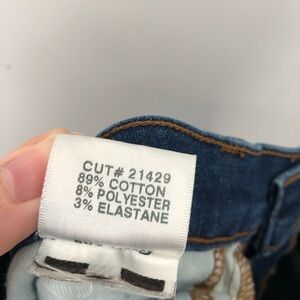 CUT# 21429
89% COTTON
8% POLYESTER
3% ELASTANE